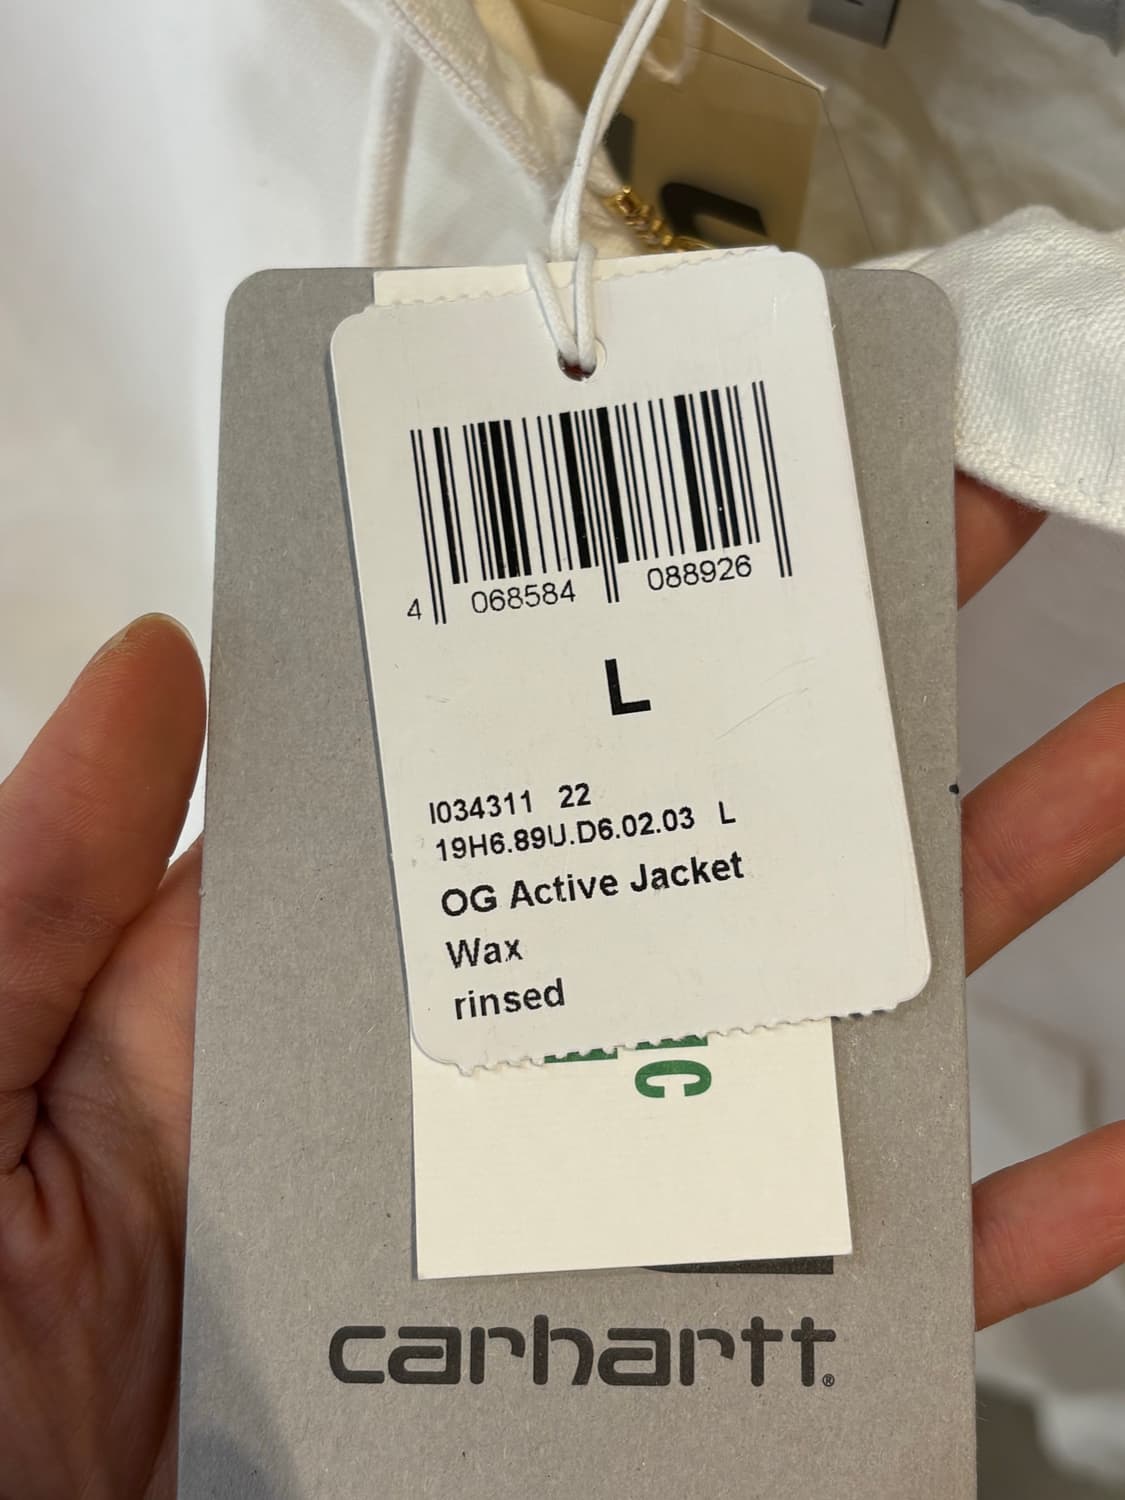 4 068584 088926
L
I034311 22
19H6.89U.D6.02.03 L
OG Active Jacket
Wax
rinsed
C
carhartt®